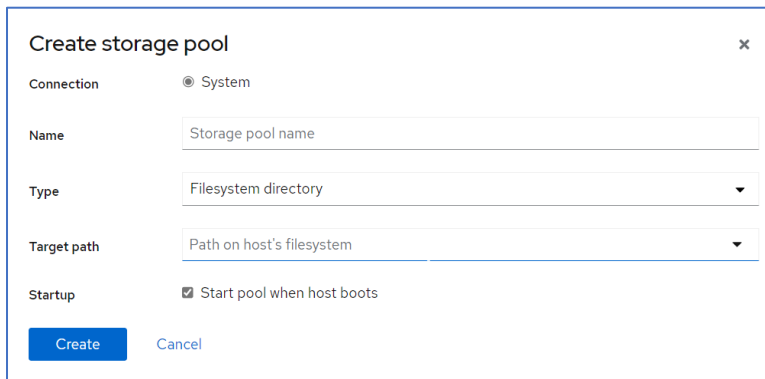 Create storage pool
Connection System
Name Storage pool name
Type Filesystem directory
Target path Path on host's filesystem
Startup Start pool when host boots
Create Cancel